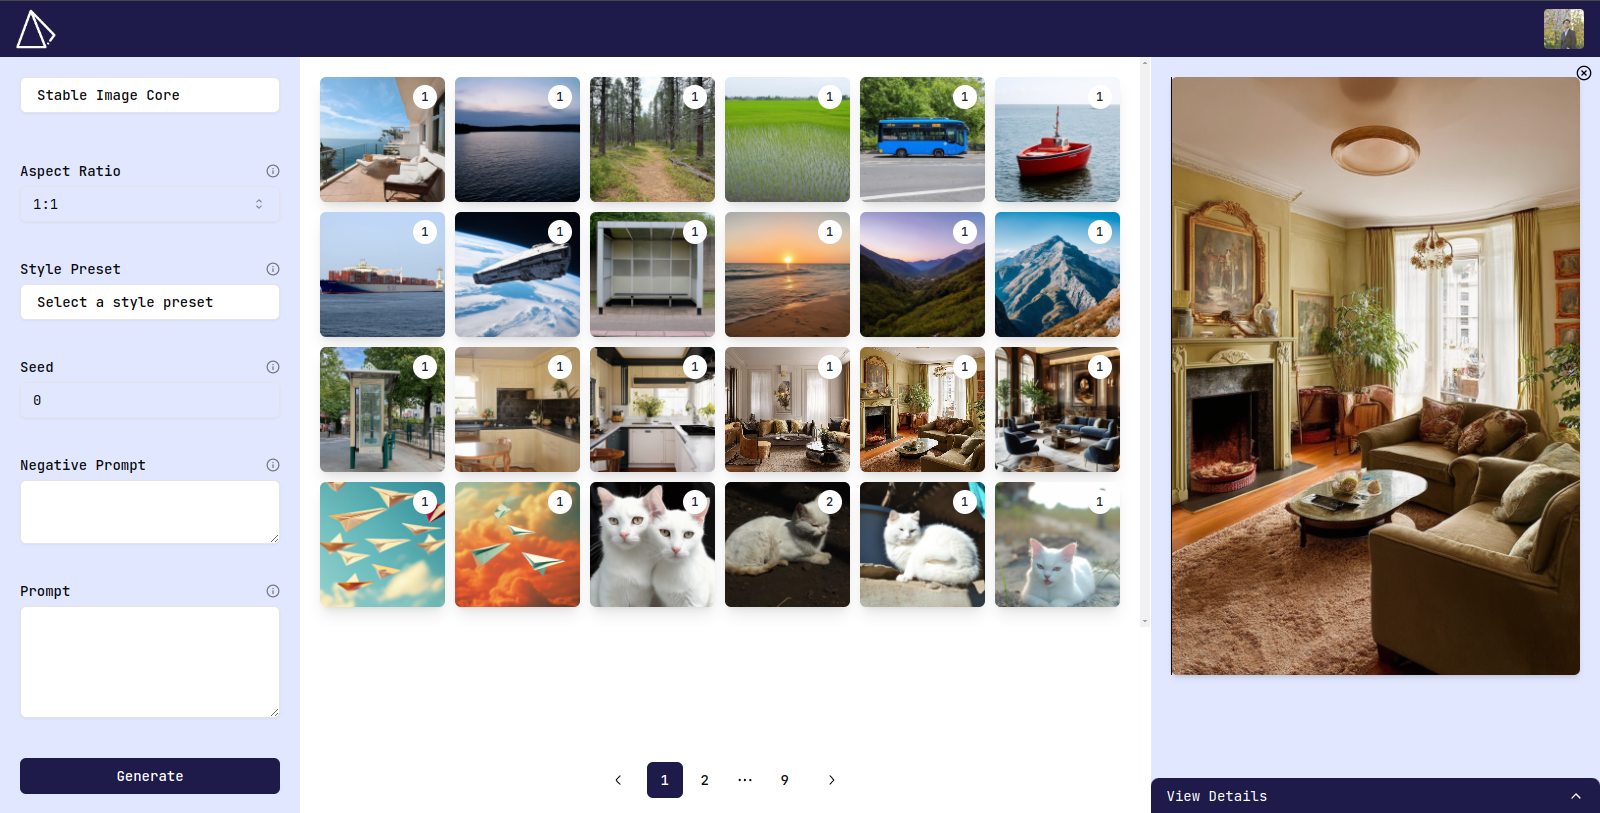 Stable Image Core
Aspect Ratio
1:1
Style Preset
Select a style preset
Seed
0
Negative Prompt
Prompt
Generate
1 1 1 1 1 1
1 1 1 1 1 1
1 1 1 1 1 1
1 1 1 2 1 1
1 2 ... 9
View Details